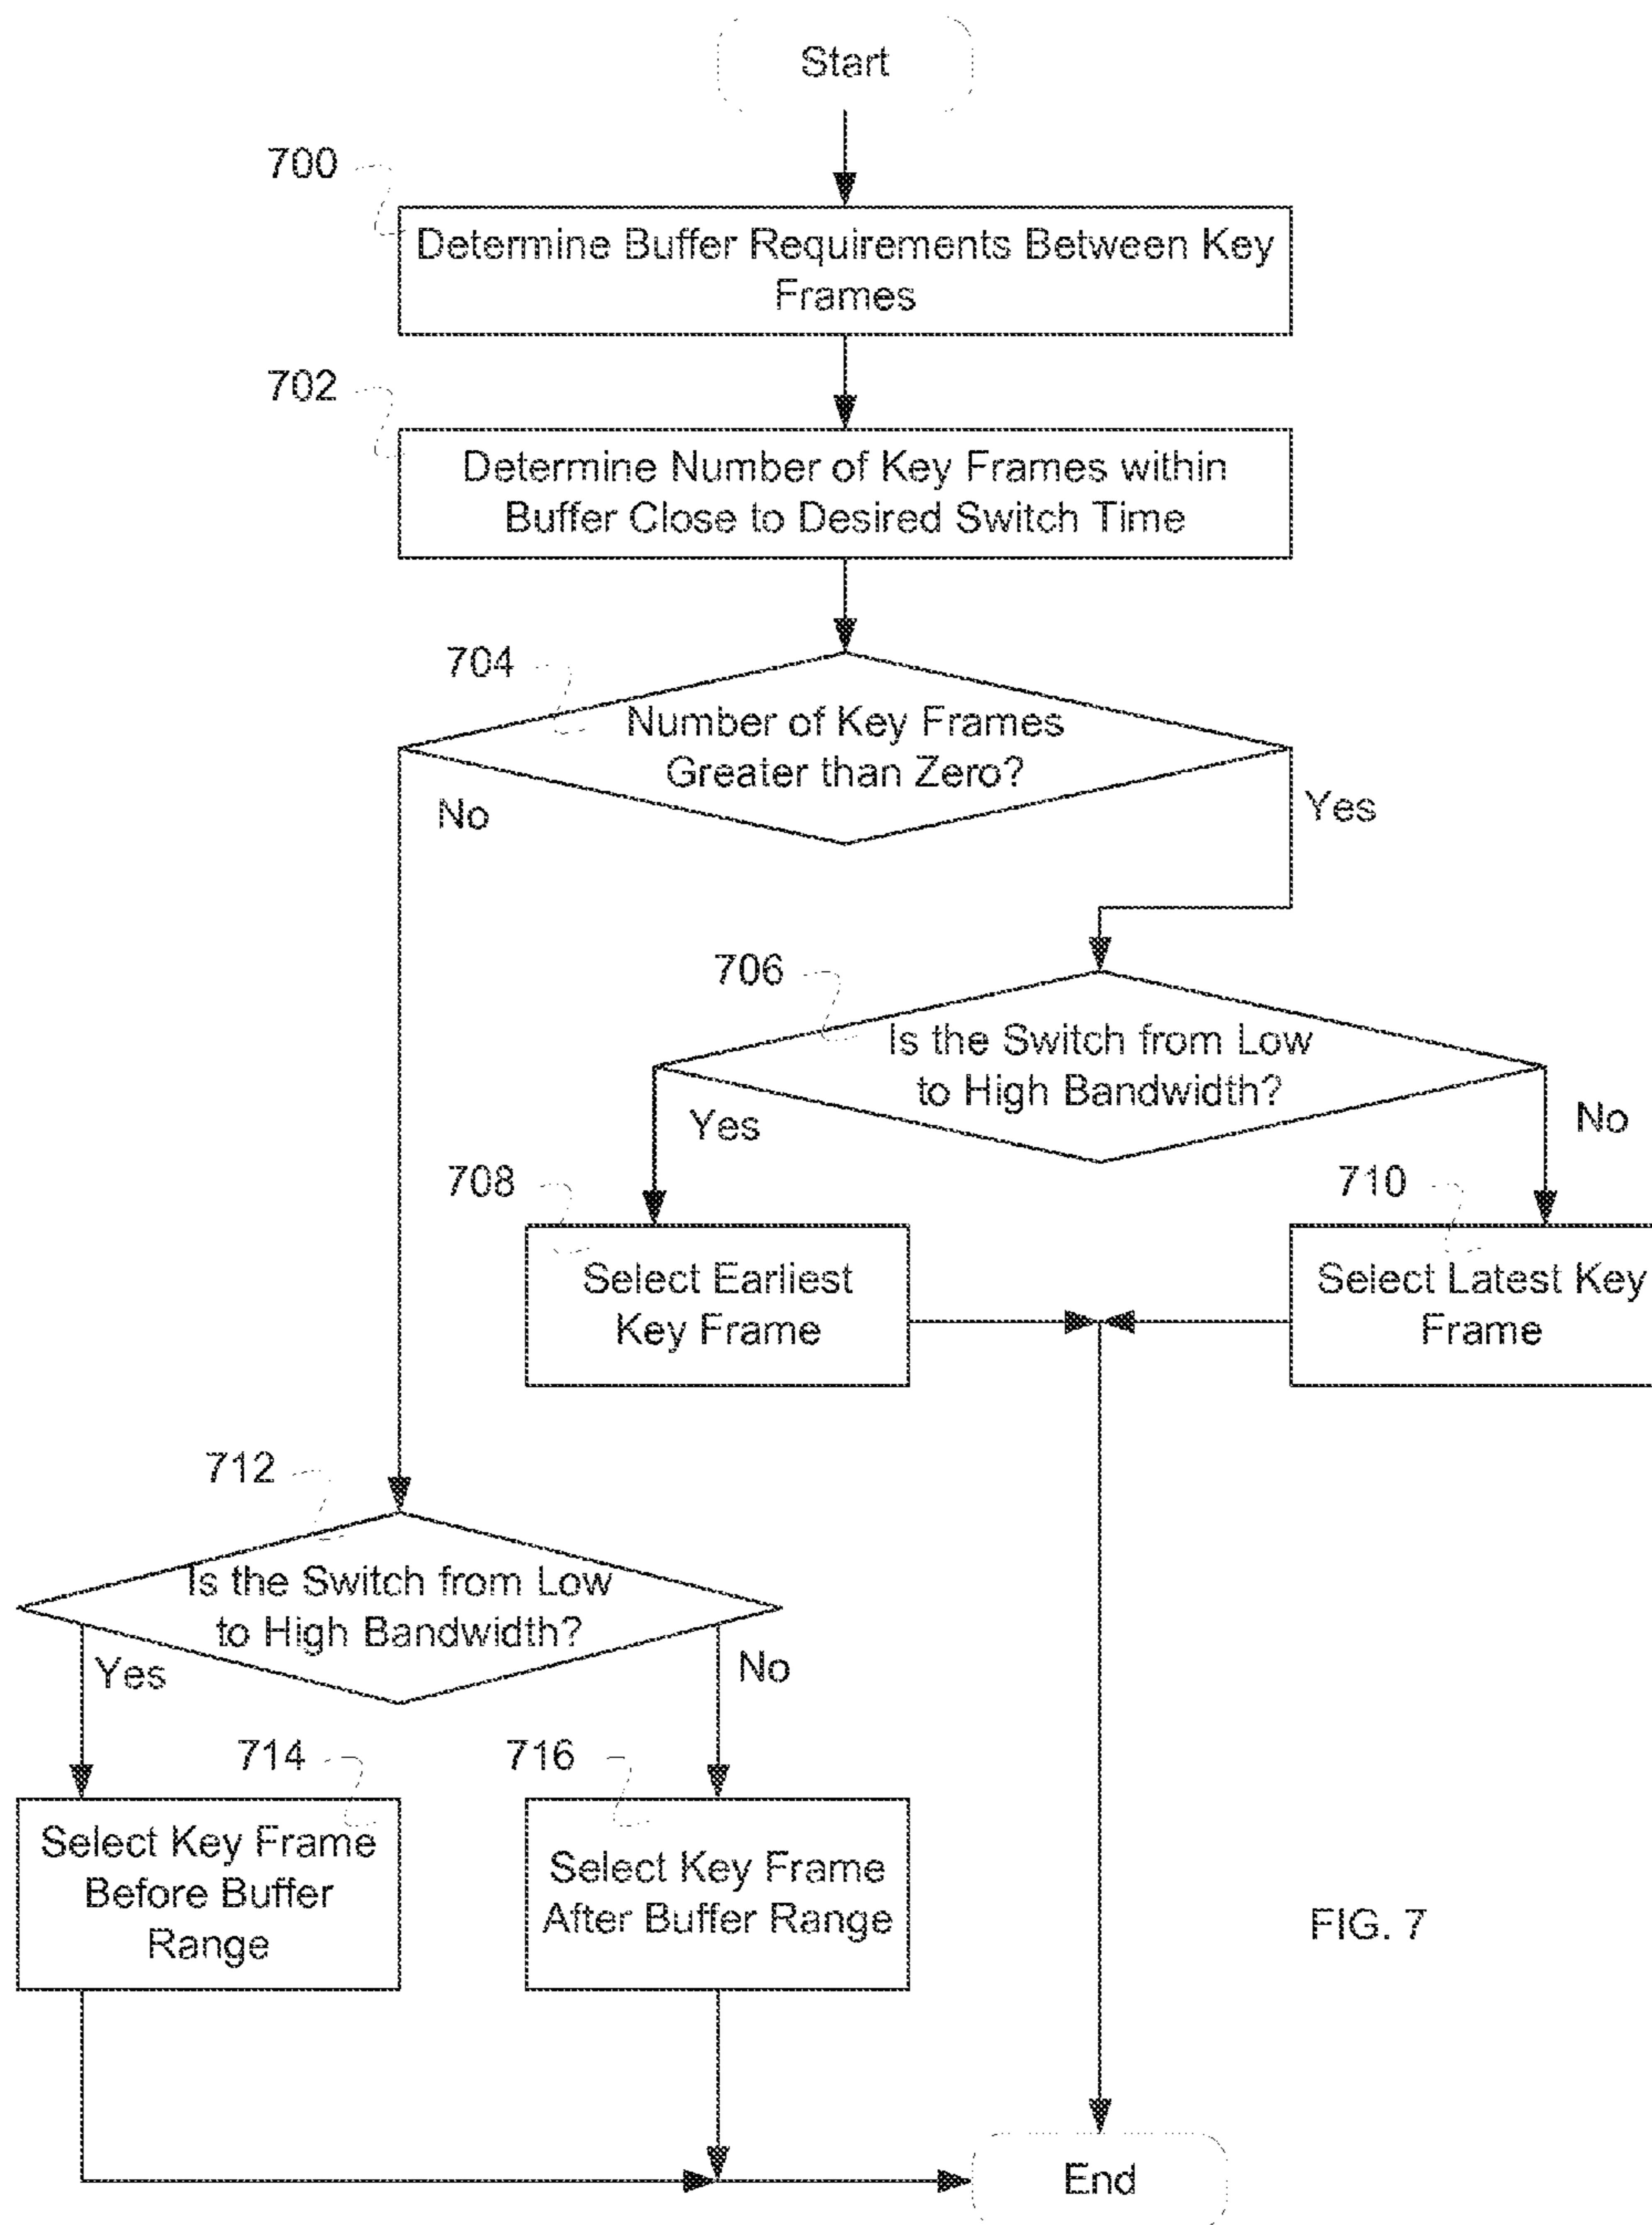 Start
700
Determine Buffer Requirements Between Key
Frames
702
Determine Number of Key Frames within
Buffer Close to Desired Switch Time
704
Number of Key Frames
Greater than Zero?
No
Yes
706
Is the Switch from Low
to High Bandwidth?
Yes
No
708
710
Select Earliest
Key Frame
Select Latest Key
Frame
712
Is the Switch from Low
to High Bandwidth?
Yes
No
714
716
Select Key Frame
Before Buffer
Range
Select Key Frame
After Buffer Range
FIG. 7
End